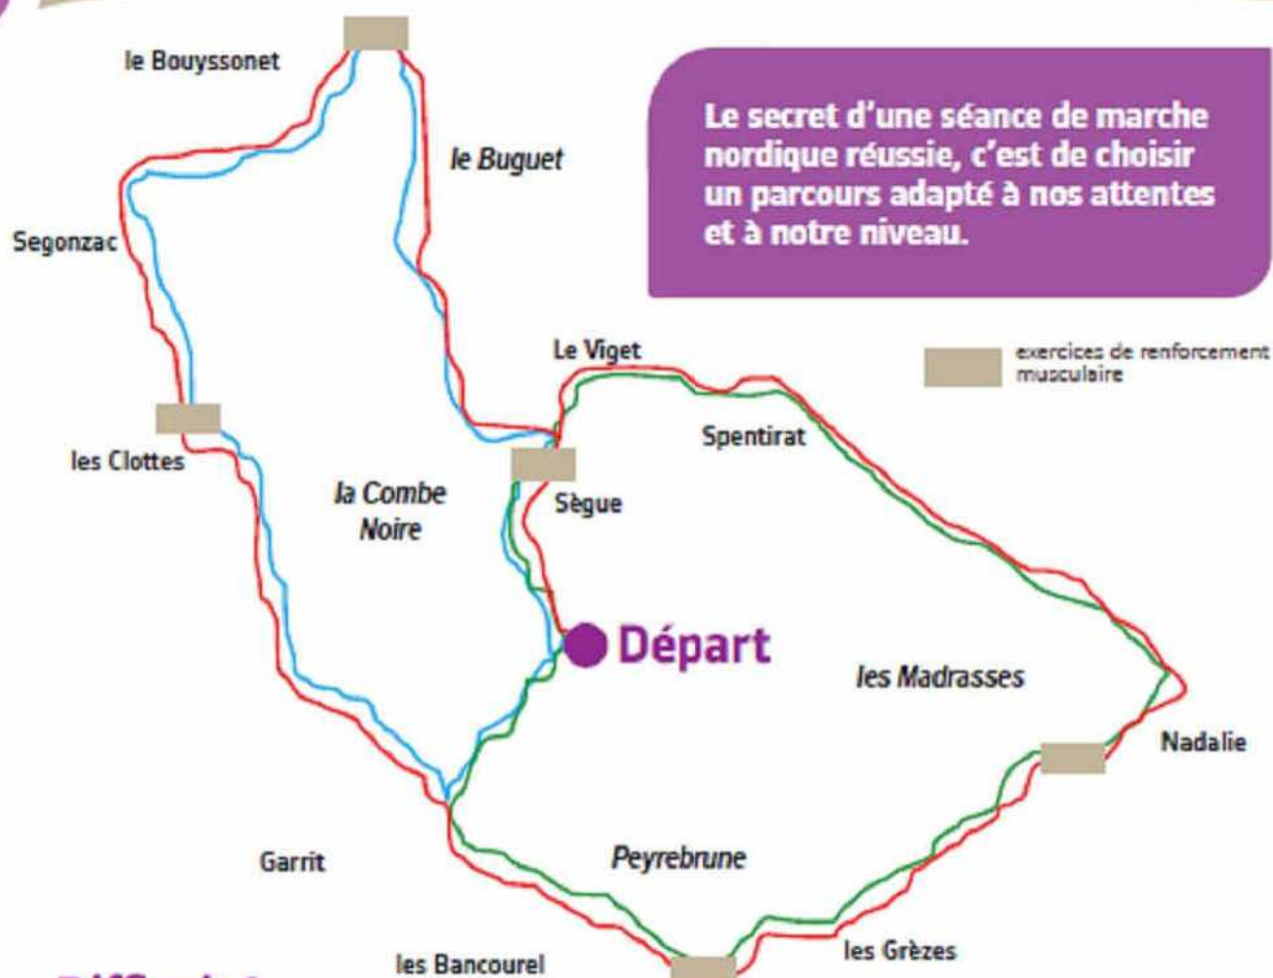 le Bouyssonet
Le secret d’une séance de marche
nordique réussie, c’est de choisir
un parcours adapté à nos attentes
et à notre niveau.
le Buguet
Segonzac
Le Viget
exercices de renforcement
musculaire
Spentirat
les Clottes
la Combe
Noire
Sègue
Départ
les Madrasses
Nadalie
Peyrebrune
Garrit
les Grèzes
les Bancourel